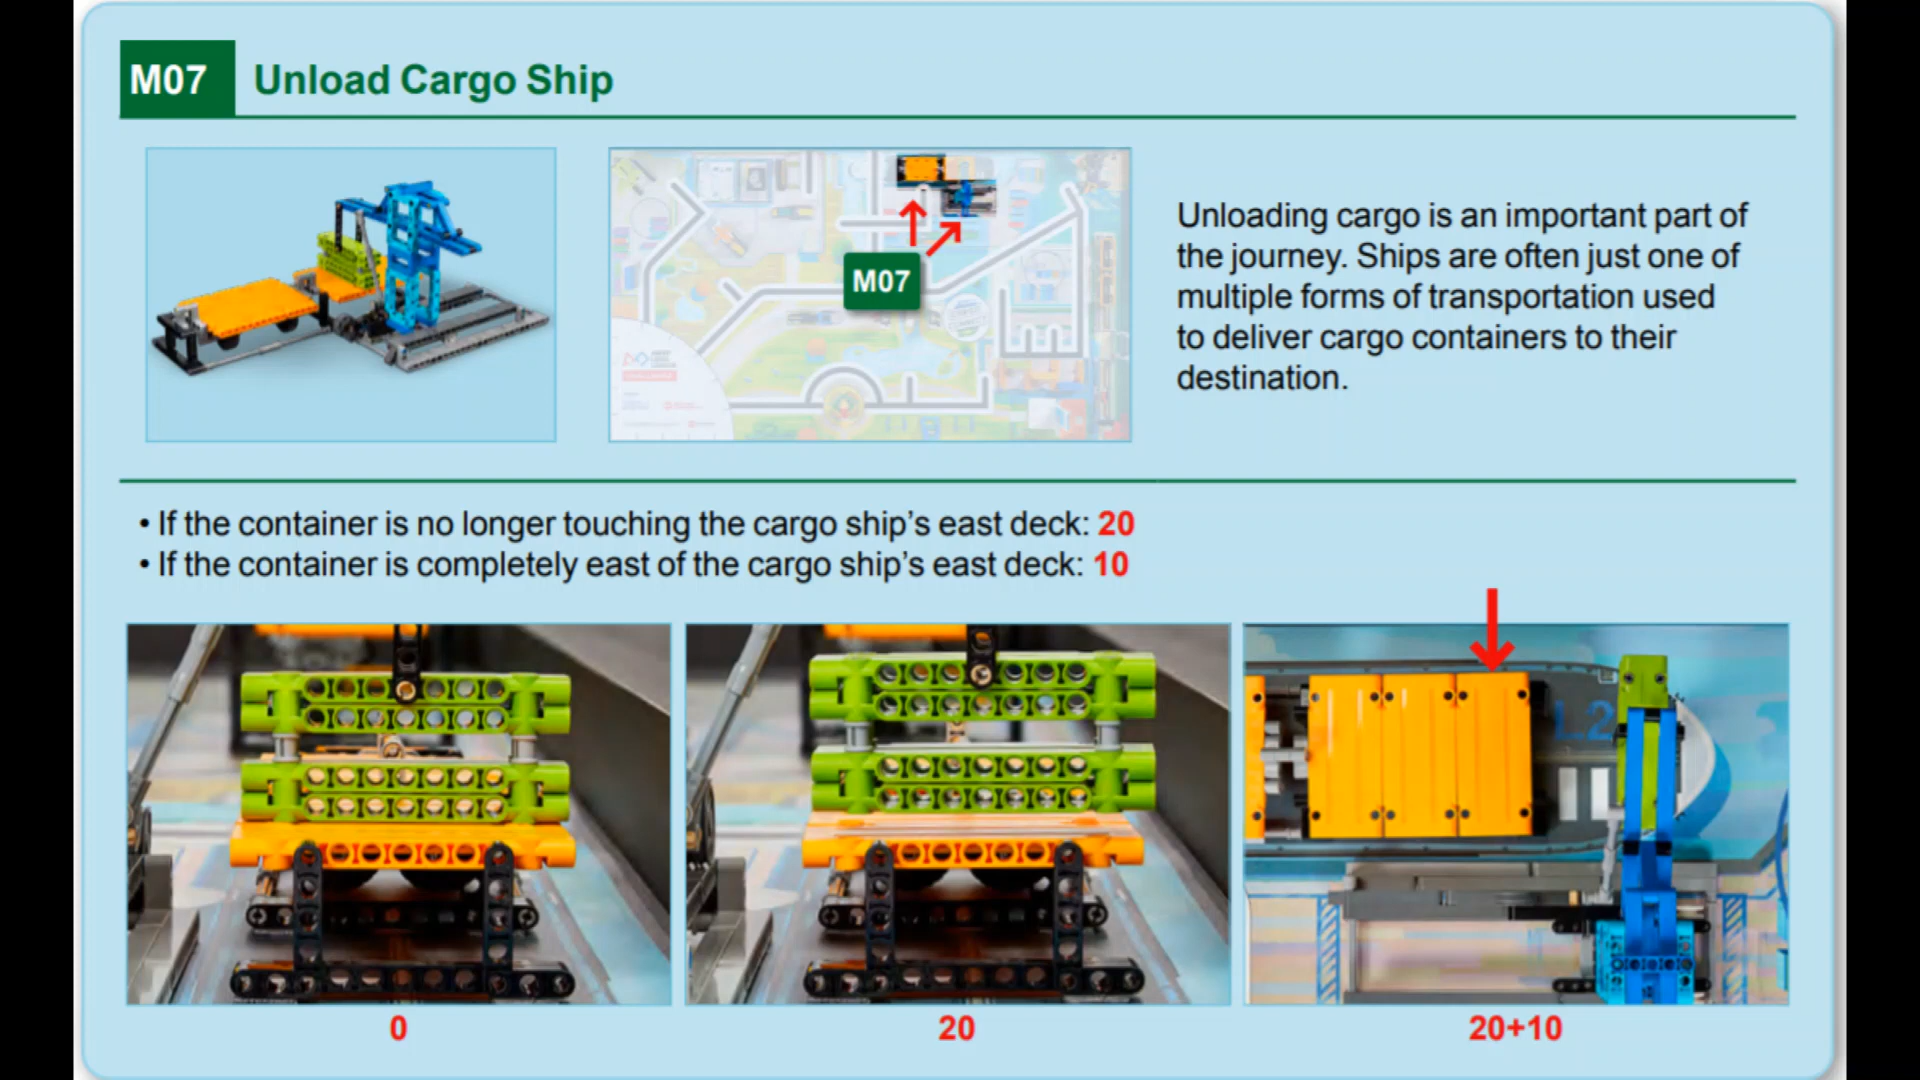 M07 Unload Cargo Ship
M07
Unloading cargo is an important part of
the journey. Ships are often just one of
multiple forms of transportation used
to deliver cargo containers to their
destination.
• If the container is no longer touching the cargo ship’s east deck: 20
• If the container is completely east of the cargo ship’s east deck: 10
L2
0
20
20+10